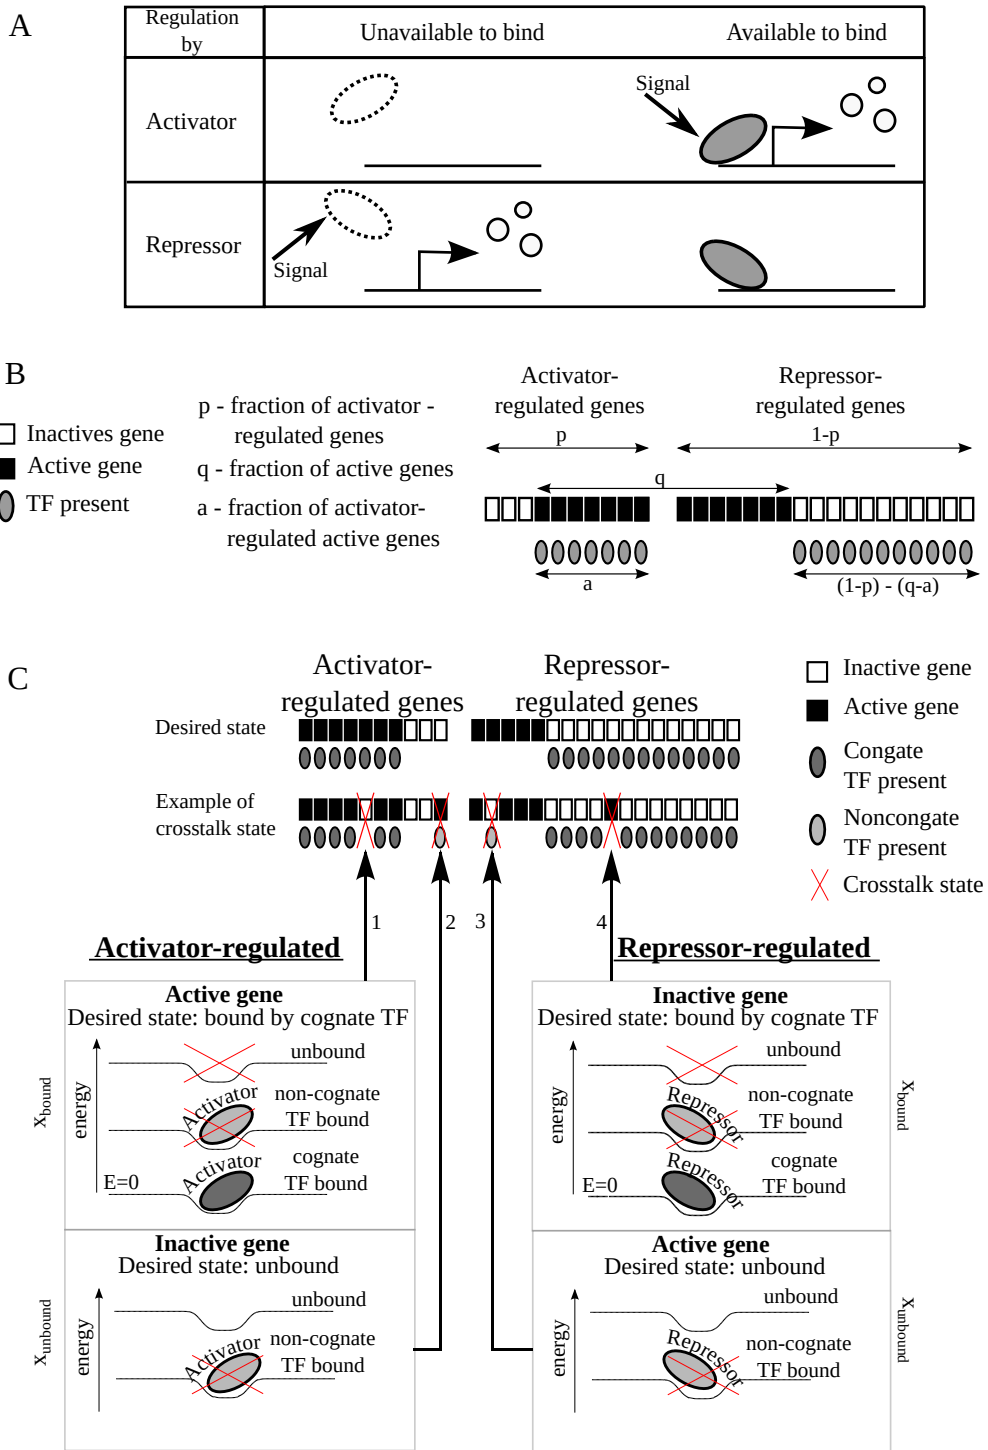 A
Regulation
by
Unavailable to bind
Available to bind
Activator
Signal
Repressor
Signal
B
Inactives gene
Active gene
TF present
p - fraction of activator -
regulated genes
q - fraction of active genes
a - fraction of activator-
regulated active genes
Activator-
regulated genes
Repressor-
regulated genes
p
1-p
q
a
(1-p) - (q-a)
C
Activator-
regulated genes
Repressor-
regulated genes
Desired state
Example of
crosstalk state
Inactive gene
Active gene
Congate
TF present
Noncongate
TF present
Crosstalk state
1
2
3
4
Activator-regulated
Repressor-regulated
Active gene
Desired state: bound by cognate TF
xbound
energy
unbound
Activator
non-cognate
TF bound
Activator
cognate
TF bound
E=0
Inactive gene
Desired state: unbound
xunbound
energy
unbound
Activator
non-cognate
TF bound
Inactive gene
Desired state: bound by cognate TF
xbound
energy
unbound
Repressor
non-cognate
TF bound
Repressor
cognate
TF bound
E=0
Active gene
Desired state: unbound
xunbound
energy
unbound
Repressor
non-cognate
TF bound